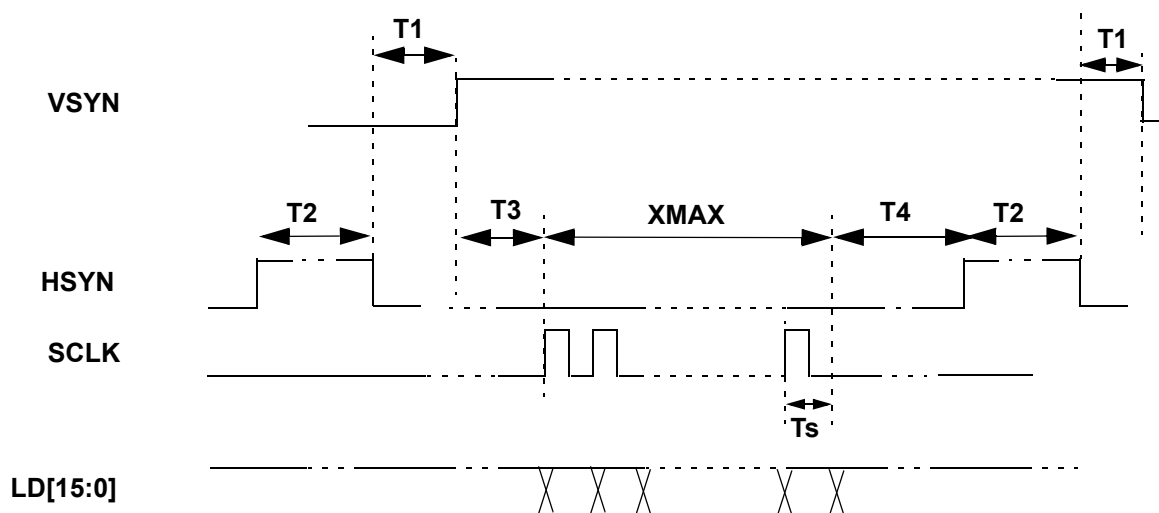 T1
T1
VSYN
T2
T3
XMAX
T4
T2
HSYN
SCLK
Ts
LD[15:0]